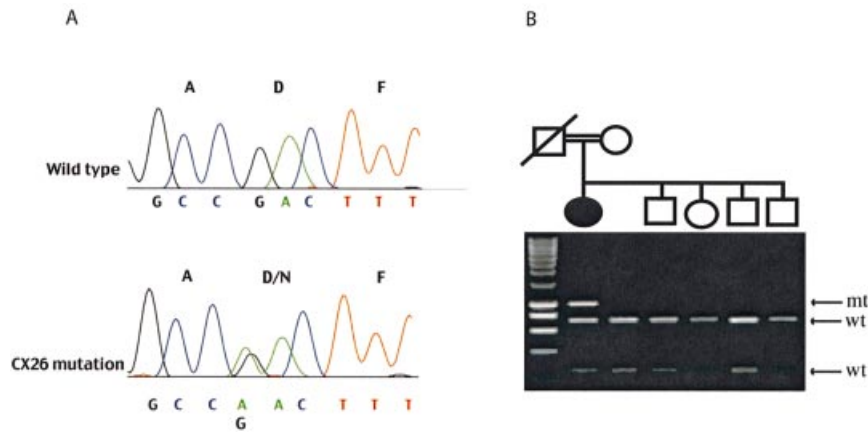 A
A D F
Wild type
G C C G A C T T T
A D/N F
CX26 mutation
G C C A A C T T T
G
B
mt
wt
wt